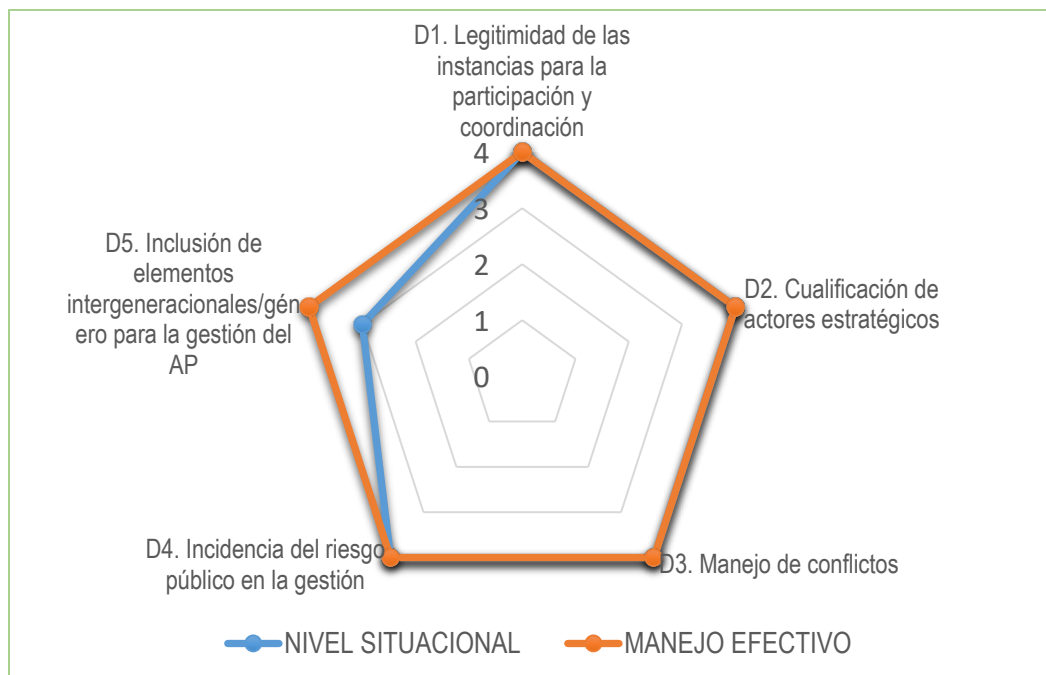 D1. Legitimidad de las
instancias para la
participación y
coordinación
4
3
2
1
0
D5. Inclusión de
elementos
intergeneracionales/gén
ero para la gestión del
AP
D2. Cualificación de
actores estratégicos
D4. Incidencia del riesgo
público en la gestión
D3. Manejo de conflictos
NIVEL SITUACIONAL
MANEJO EFECTIVO